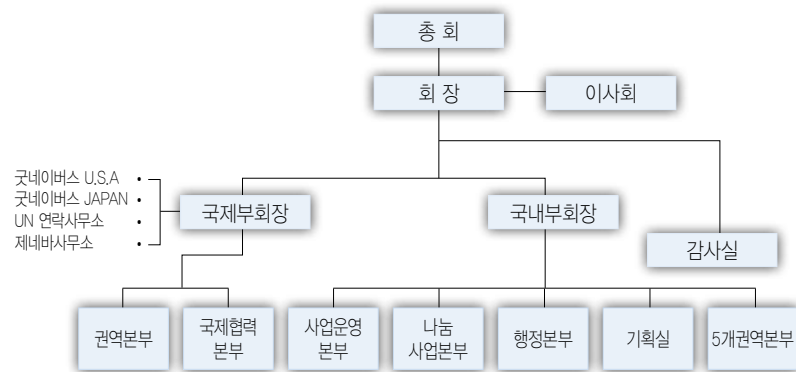 총 회
회 장
이사회
굿네이버스 U.S.A •
굿네이버스 JAPAN •
UN 연락사무소 •
제네바사무소 •
국제부회장
국내부회장
감사실
권역본부
국제협력
본부
사업운영
본부
나눔
사업본부
행정본부
기획실
5개권역본부